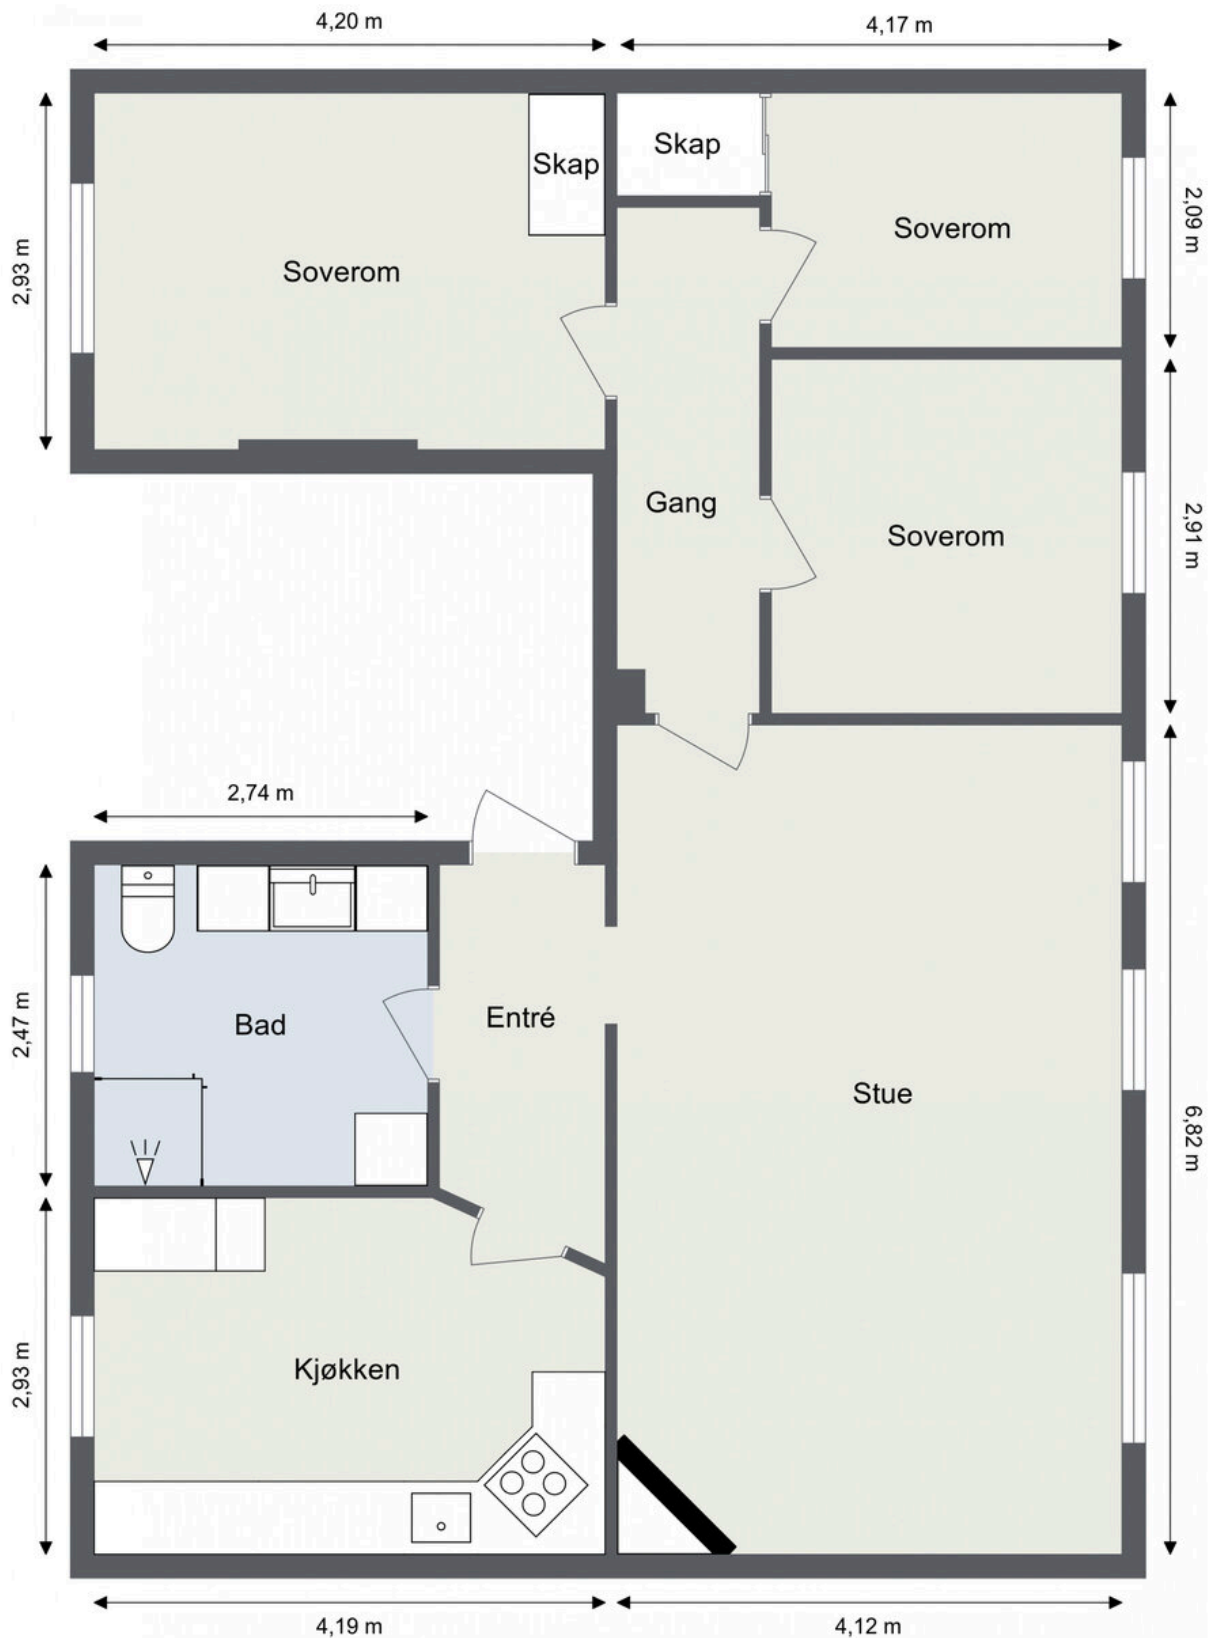 4,20 m
4,17 m
Skap
Skap
Soverom
2,09 m
2,93 m
Soverom
Gang
Soverom
2,91 m
2,74 m
2,47 m
Bad
Entré
Stue
6,82 m
2,93 m
Kjøkken
4,19 m
4,12 m